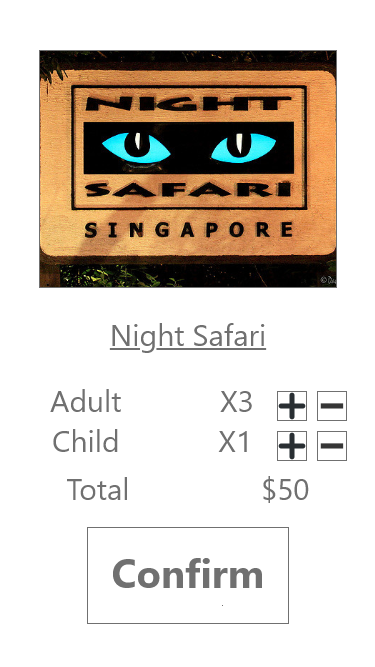 NIGHT
SAFARI
SINGAPORE
Night Safari
Adult X3
Child X1
Total $50
Confirm